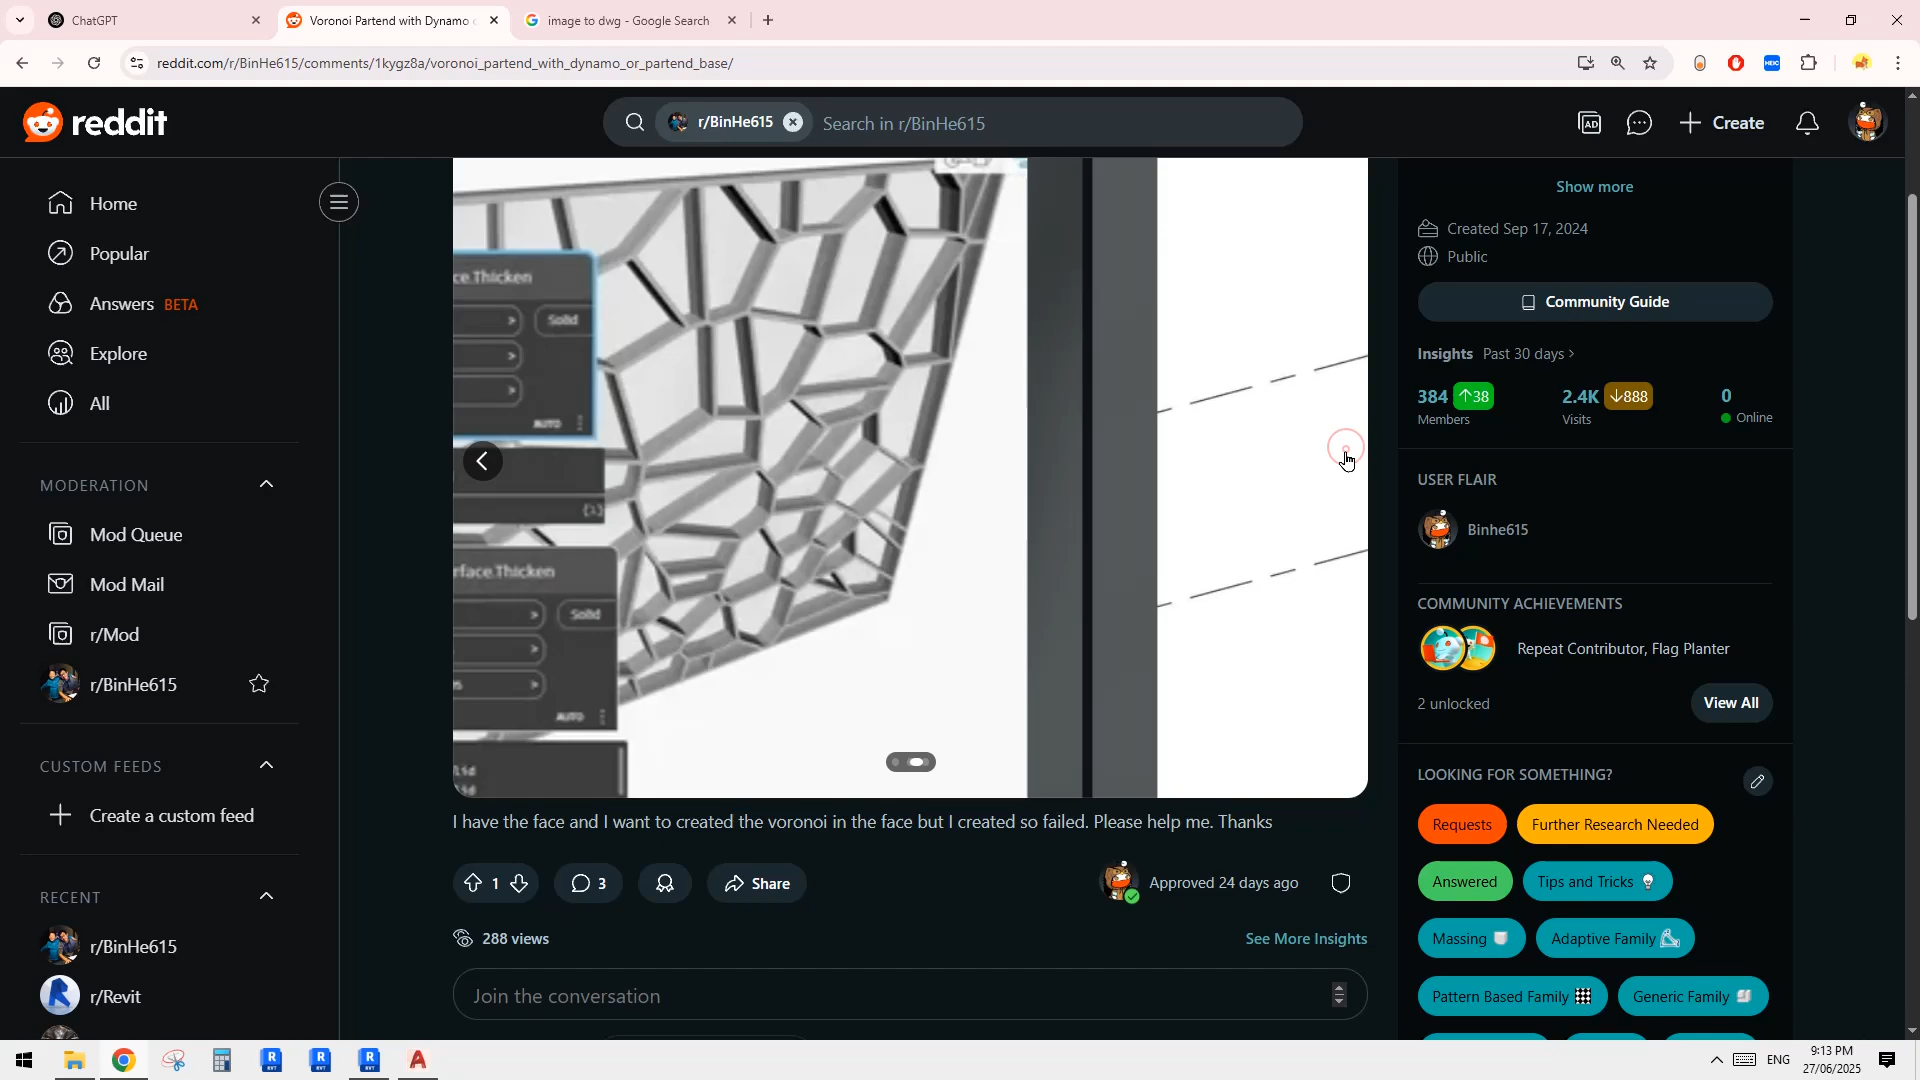 ChatGPT
Voronoi Partend with Dynamo
image to dwg - Google Search
reddit.com/r/BinHe615/comments/1kygz8a/voronoi_partend_with_dynamo_or_partend_base/
reddit
r/BinHe615
Search in r/BinHe615
AD
Create
Home
Popular
Answers BETA
Explore
All
MODERATION
Mod Queue
Mod Mail
r/Mod
r/BinHe615
CUSTOM FEEDS
Create a custom feed
RECENT
r/BinHe615
r/Revit
ce.Thicken
Solid
AUTO
rface.Thicken
Solid
AUTO
I have the face and I want to created the voronoi in the face but I created so failed. Please help me. Thanks
1
3
Share
Approved 24 days ago
288 views
See More Insights
Join the conversation
Show more
Created Sep 17, 2024
Public
Community Guide
Insights Past 30 days >
384 ↑38
2.4K ↓888
0
Members
Visits
Online
USER FLAIR
Binhe615
COMMUNITY ACHIEVEMENTS
Repeat Contributor, Flag Planter
2 unlocked
View All
LOOKING FOR SOMETHING?
Requests
Further Research Needed
Answered
Tips and Tricks
Massing
Adaptive Family
Pattern Based Family
Generic Family
ENG
9:13 PM
27/06/2025